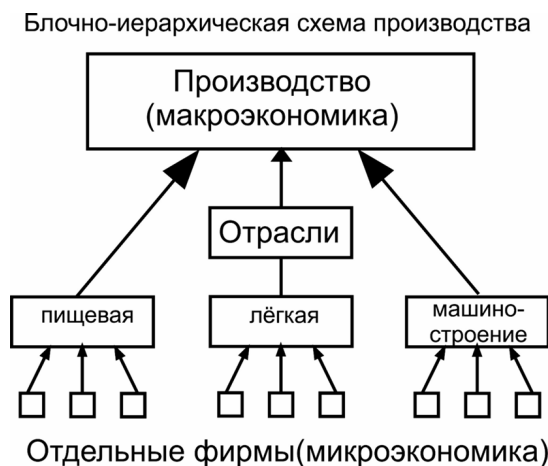 Блочно-иерархическая схема производства
Производство
(макроэкономика)
Отрасли
пищевая
лёгкая
машино-
строение
Отдельные фирмы(микроэкономика)